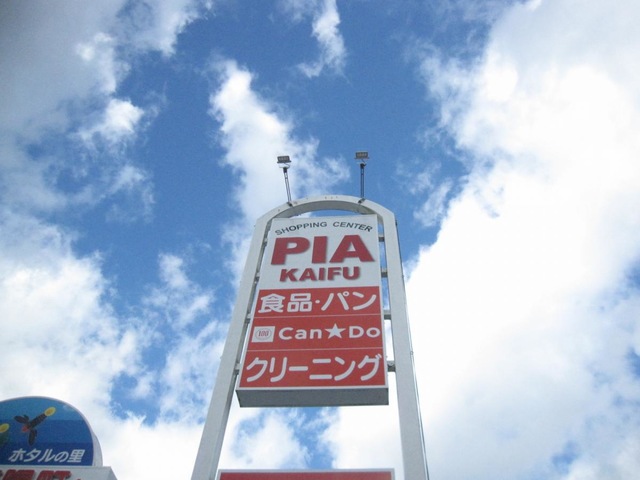 SHOPPING CENTER
PIA
KAIFU
食品・パン
100 Can★Do
クリーニング
ホタルの里